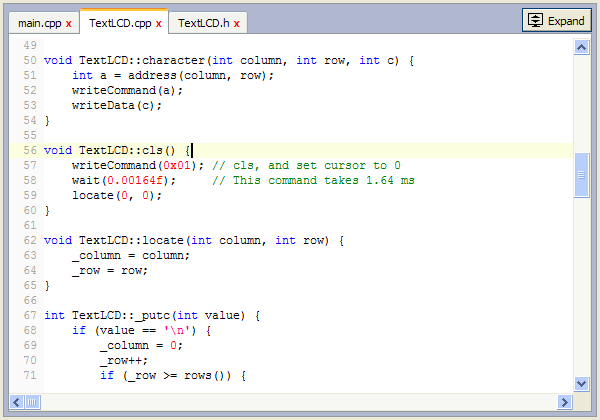 main.cpp x TextLCD.cpp x TextLCD.h x Expand
49
50 void TextLCD::character(int column, int row, int c) {
51     int a = address(column, row);
52     writeCommand(a);
53     writeData(c);
54 }
55
56 void TextLCD::cls() {
57     writeCommand(0x01); // cls, and set cursor to 0
58     wait(0.00164f);     // This command takes 1.64 ms
59     locate(0, 0);
60 }
61
62 void TextLCD::locate(int column, int row) {
63     _column = column;
64     _row = row;
65 }
66
67 int TextLCD::_putc(int value) {
68     if (value == '\n') {
69         _column = 0;
70         _row++;
71         if (_row >= rows()) {